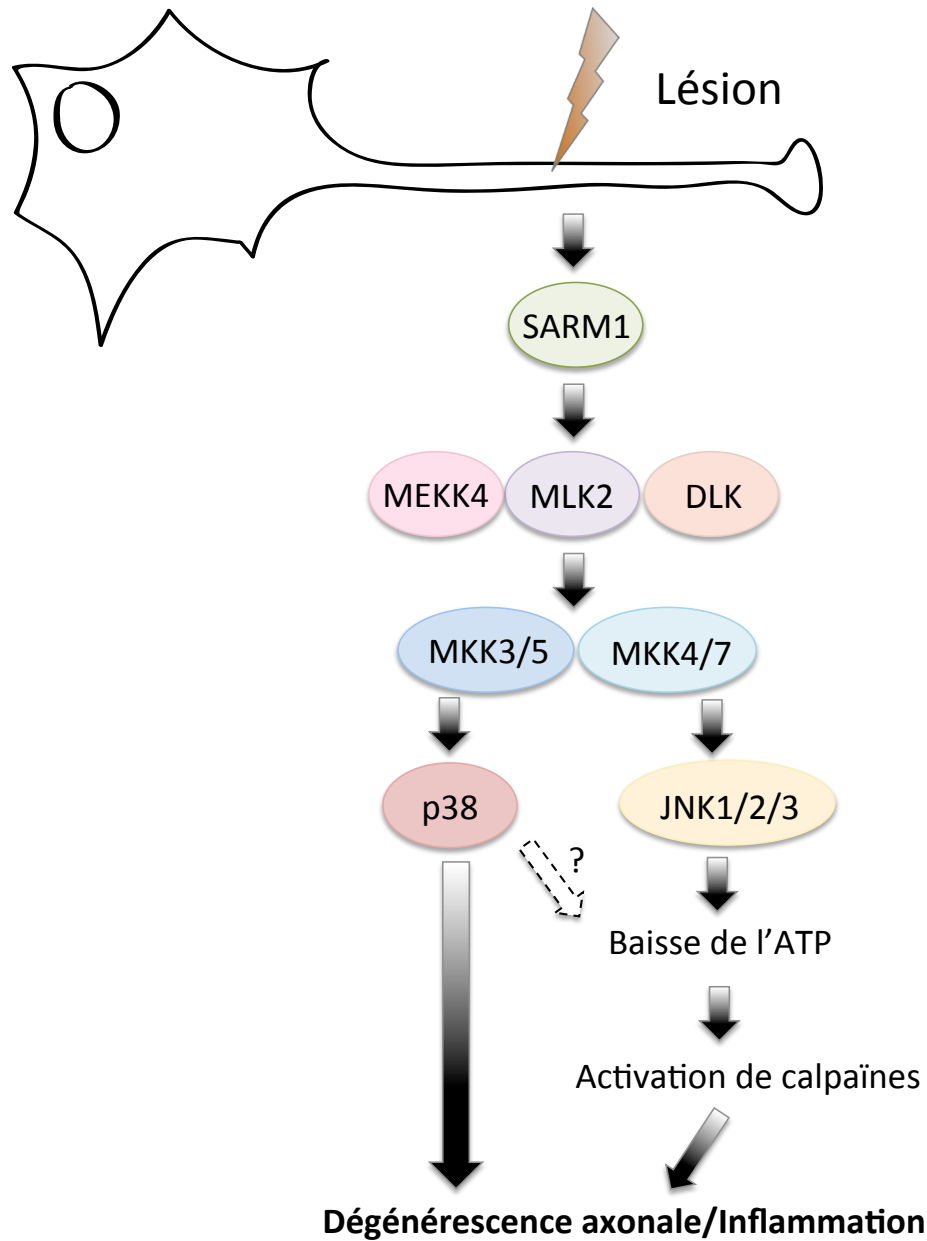 Lésion
SARM1
MEKK4 MLK2 DLK
MKK3/5 MKK4/7
p38 JNK1/2/3
?
Baisse de l'ATP
Activation de calpaïnes
Dégénérescence axonale/Inflammation